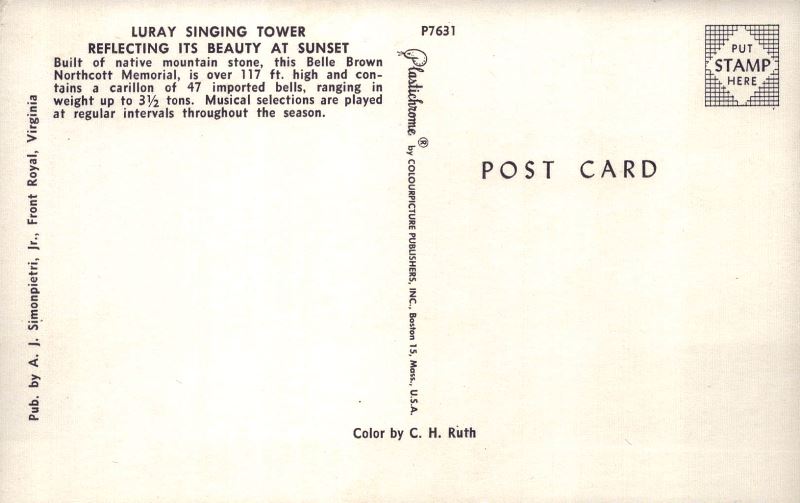 LURAY SINGING TOWER
REFLECTING ITS BEAUTY AT SUNSET
Built of native mountain stone, this Belle Brown
Northcott Memorial, is over 117 ft. high and con-
tains a carillon of 47 imported bells, ranging in
weight up to 3½ tons. Musical selections are played
at regular intervals throughout the season.
Pub. by A. J. Simonpietri, Jr., Front Royal, Virginia
P7631
Plastichrome ® by COLOURPICTURE PUBLISHERS, INC., Boston 15, Mass., U.S.A.
PUT
STAMP
HERE
POST CARD
Color by C. H. Ruth